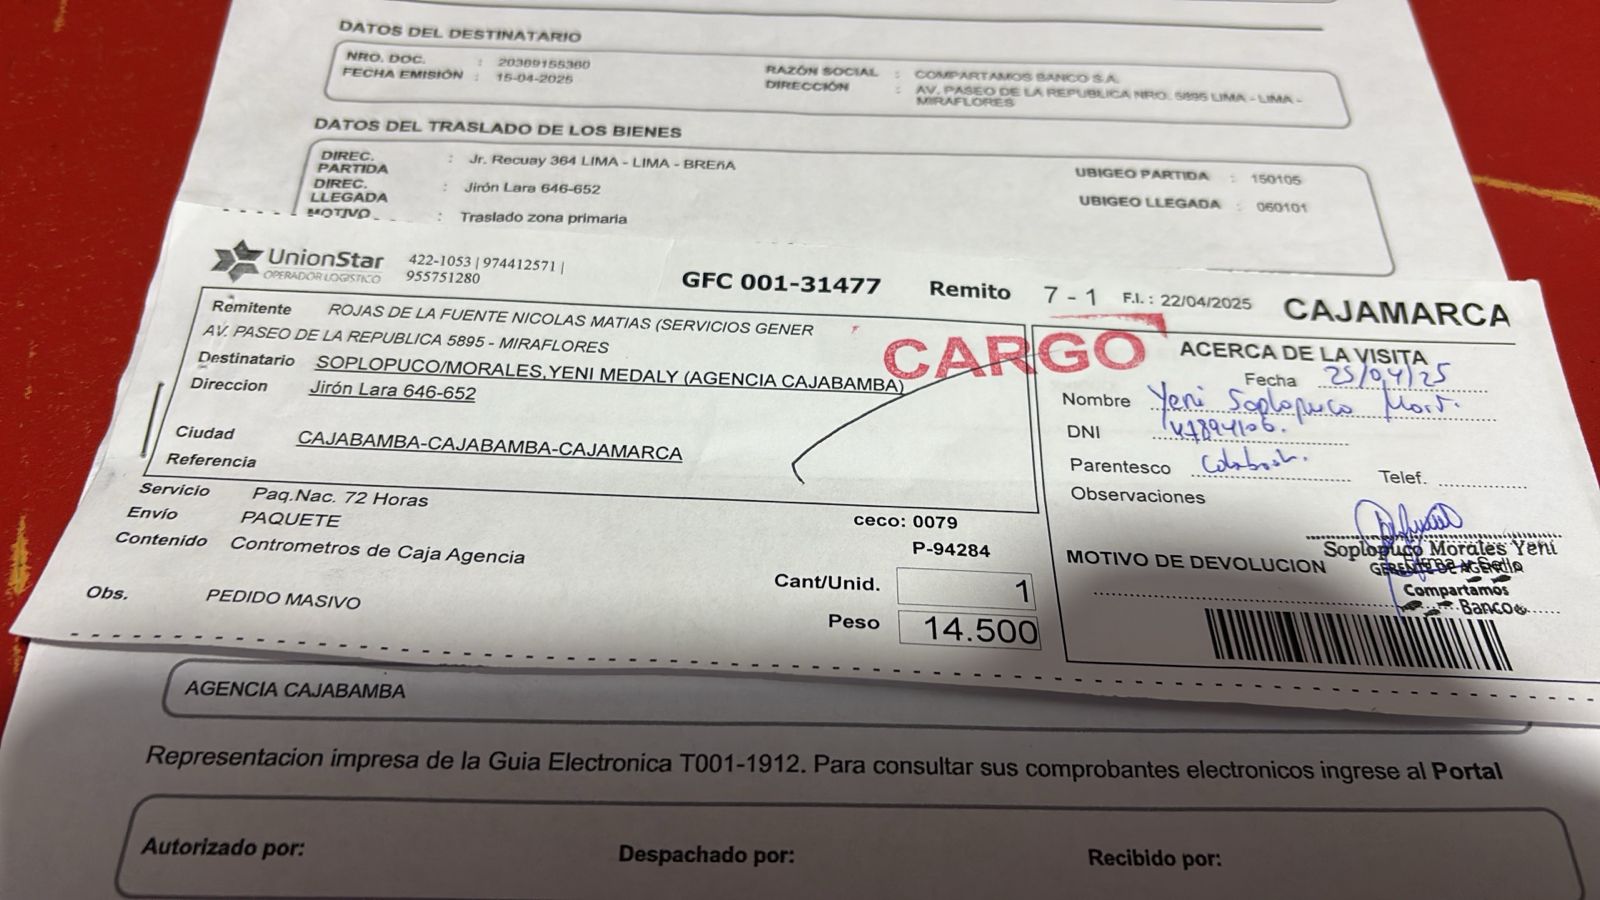 DATOS DEL DESTINATARIO
NRO. DOC. : 20369155360
FECHA EMISIÓN : 15-04-2025
RAZÓN SOCIAL : COMPARTAMOS BANCO S.A.
DIRECCIÓN : AV. PASEO DE LA REPUBLICA NRO. 5895 LIMA - LIMA -
MIRAFLORES
DATOS DEL TRASLADO DE LOS BIENES
DIREC. PARTIDA : Jr. Recuay 364 LIMA - LIMA - BREñA
UBIGEO PARTIDA : 150105
DIREC. LLEGADA : Jirón Lara 646-652
UBIGEO LLEGADA : 060101
MOTIVO : Traslado zona primaria
UnionStar
OPERADOR LOGISTICO
422-1053 | 974412571 |
955751280
GFC 001-31477
Remito 7 - 1
F.I.: 22/04/2025
CAJAMARCA
Remitente ROJAS DE LA FUENTE NICOLAS MATIAS (SERVICIOS GENER
AV. PASEO DE LA REPUBLICA 5895 - MIRAFLORES
CARGO
Destinatario SOPLOPUCO/MORALES,YENI MEDALY (AGENCIA CAJABAMBA)
Direccion Jirón Lara 646-652
Ciudad CAJABAMBA-CAJABAMBA-CAJAMARCA
Referencia
Servicio Paq.Nac. 72 Horas
Envío PAQUETE
Contenido Contrometros de Caja Agencia
Obs. PEDIDO MASIVO
ceco: 0079
P-94284
Cant/Unid. 1
Peso 14.500
ACERCA DE LA VISITA
Fecha 25/04/25
Nombre Yeni Soplopuco
DNI
Parentesco
Telef.
Observaciones
MOTIVO DE DEVOLUCION
Soplopuco Morales Yeni
GERENTE DE AGENCIA
Compartamos
Banco
AGENCIA CAJABAMBA
Representacion impresa de la Guia Electronica T001-1912. Para consultar sus comprobantes electronicos ingrese al Portal
Autorizado por:
Despachado por:
Recibido por: